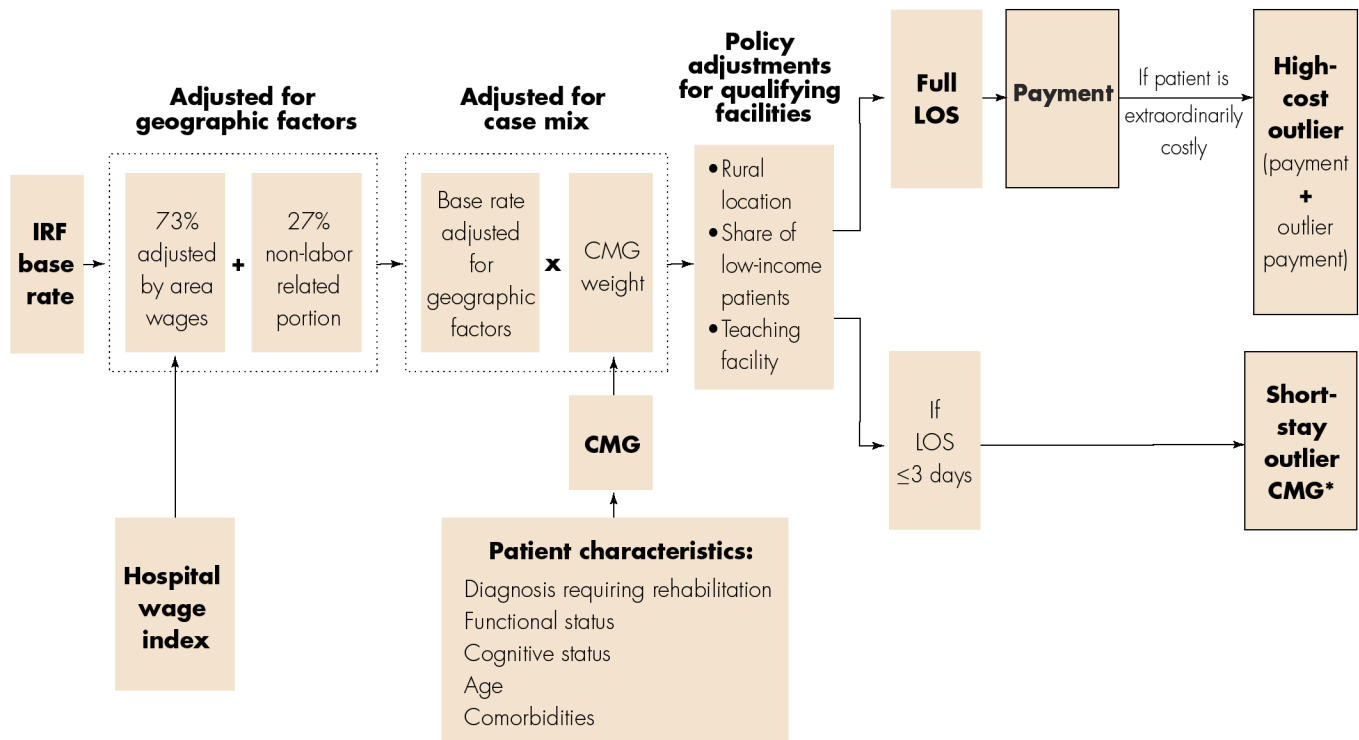 IRF
base
rate
Adjusted for
geographic factors
73%
adjusted
by area
wages
+
27%
non-labor
related
portion
Hospital
wage
index
Adjusted for
case mix
Base rate
adjusted
for
geographic
factors
x
CMG
weight
CMG
Patient characteristics:
Diagnosis requiring rehabilitation
Functional status
Cognitive status
Age
Comorbidities
Policy
adjustments
for qualifying
facilities
•Rural
location
•Share of
low-income
patients
•Teaching
facility
Full
LOS
Payment
If patient is
extraordinarily
costly
High-
cost
outlier
(payment
+
outlier
payment)
If
LOS
≤3 days
Short-
stay
outlier
CMG*